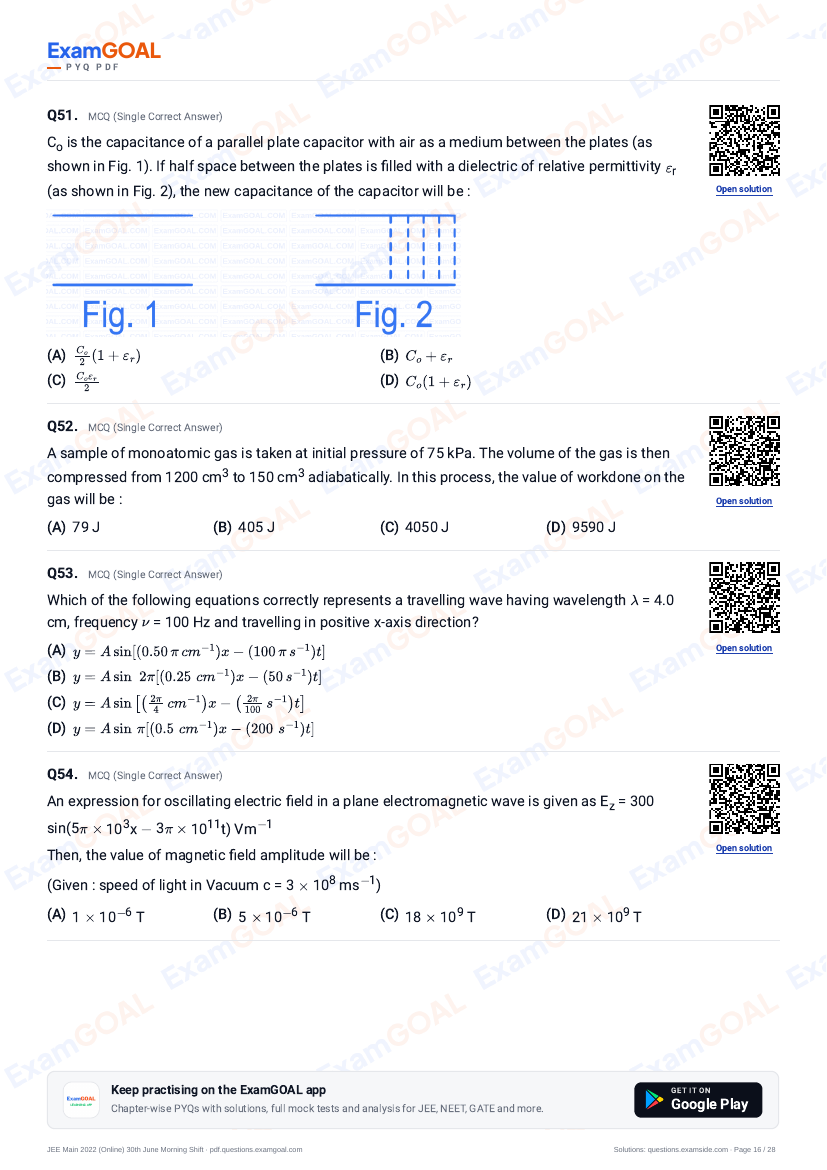 ExamGOAL
PYQ PDF
Q51. MCQ (Single Correct Answer)
Cₒ is the capacitance of a parallel plate capacitor with air as a medium between the plates (as
shown in Fig. 1). If half space between the plates is filled with a dielectric of relative permittivity εᵣ
(as shown in Fig. 2), the new capacitance of the capacitor will be :
Open solution
Fig. 1 Fig. 2
(A) Cₒ/2 (1 + εᵣ) (B) Cₒ + εᵣ
(C) Cₒεᵣ/2 (D) Cₒ(1 + εᵣ)
Q52. MCQ (Single Correct Answer)
A sample of monoatomic gas is taken at initial pressure of 75 kPa. The volume of the gas is then
compressed from 1200 cm³ to 150 cm³ adiabatically. In this process, the value of workdone on the
gas will be :
Open solution
(A) 79 J (B) 405 J (C) 4050 J (D) 9590 J
Q53. MCQ (Single Correct Answer)
Which of the following equations correctly represents a travelling wave having wavelength λ = 4.0
cm, frequency ν = 100 Hz and travelling in positive x-axis direction?
Open solution
(A) y = A sin[(0.50 π cm⁻¹)x − (100 π s⁻¹)t]
(B) y = A sin 2π[(0.25 cm⁻¹)x − (50 s⁻¹)t]
(C) y = A sin [(2π/4 cm⁻¹)x − (2π/100 s⁻¹)t]
(D) y = A sin π[(0.5 cm⁻¹)x − (200 s⁻¹)t]
Q54. MCQ (Single Correct Answer)
An expression for oscillating electric field in a plane electromagnetic wave is given as E_z = 300
sin(5π × 10³x − 3π × 10¹¹t) Vm⁻¹
Then, the value of magnetic field amplitude will be :
Open solution
(Given : speed of light in Vacuum c = 3 × 10⁸ ms⁻¹)
(A) 1 × 10⁻⁶ T (B) 5 × 10⁻⁶ T (C) 18 × 10⁹ T (D) 21 × 10⁹ T
Keep practising on the ExamGOAL app
Chapter-wise PYQs with solutions, full mock tests and analysis for JEE, NEET, GATE and more.
GET IT ON
Google Play
JEE Main 2022 (Online) 30th June Morning Shift · pdf.questions.examgoal.com
Solutions: questions.examside.com · Page 16 / 28